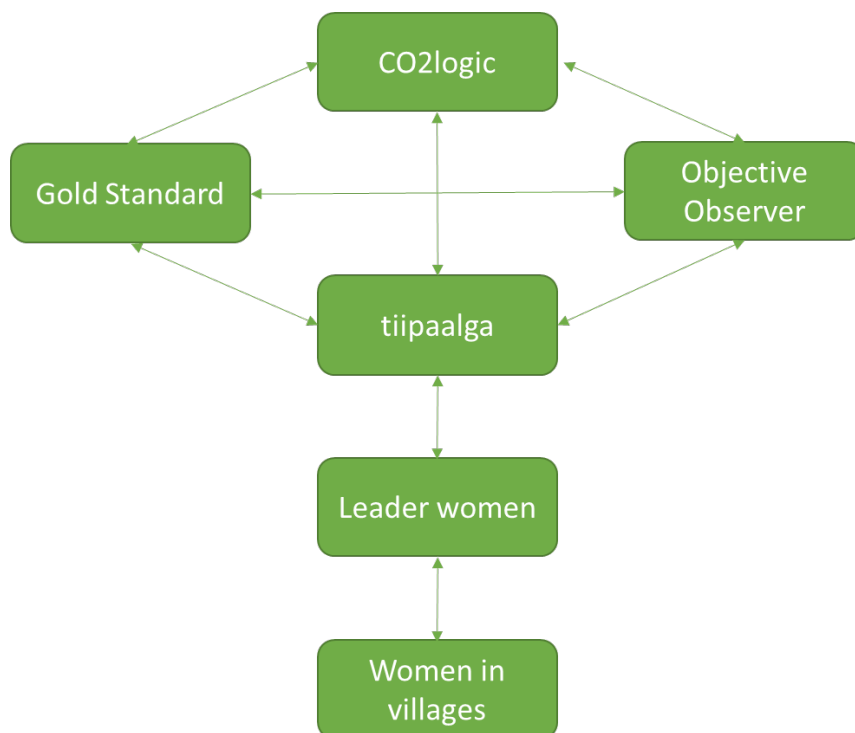 CO2logic
Gold Standard
Objective
Observer
tiipaalga
Leader women
Women in
villages